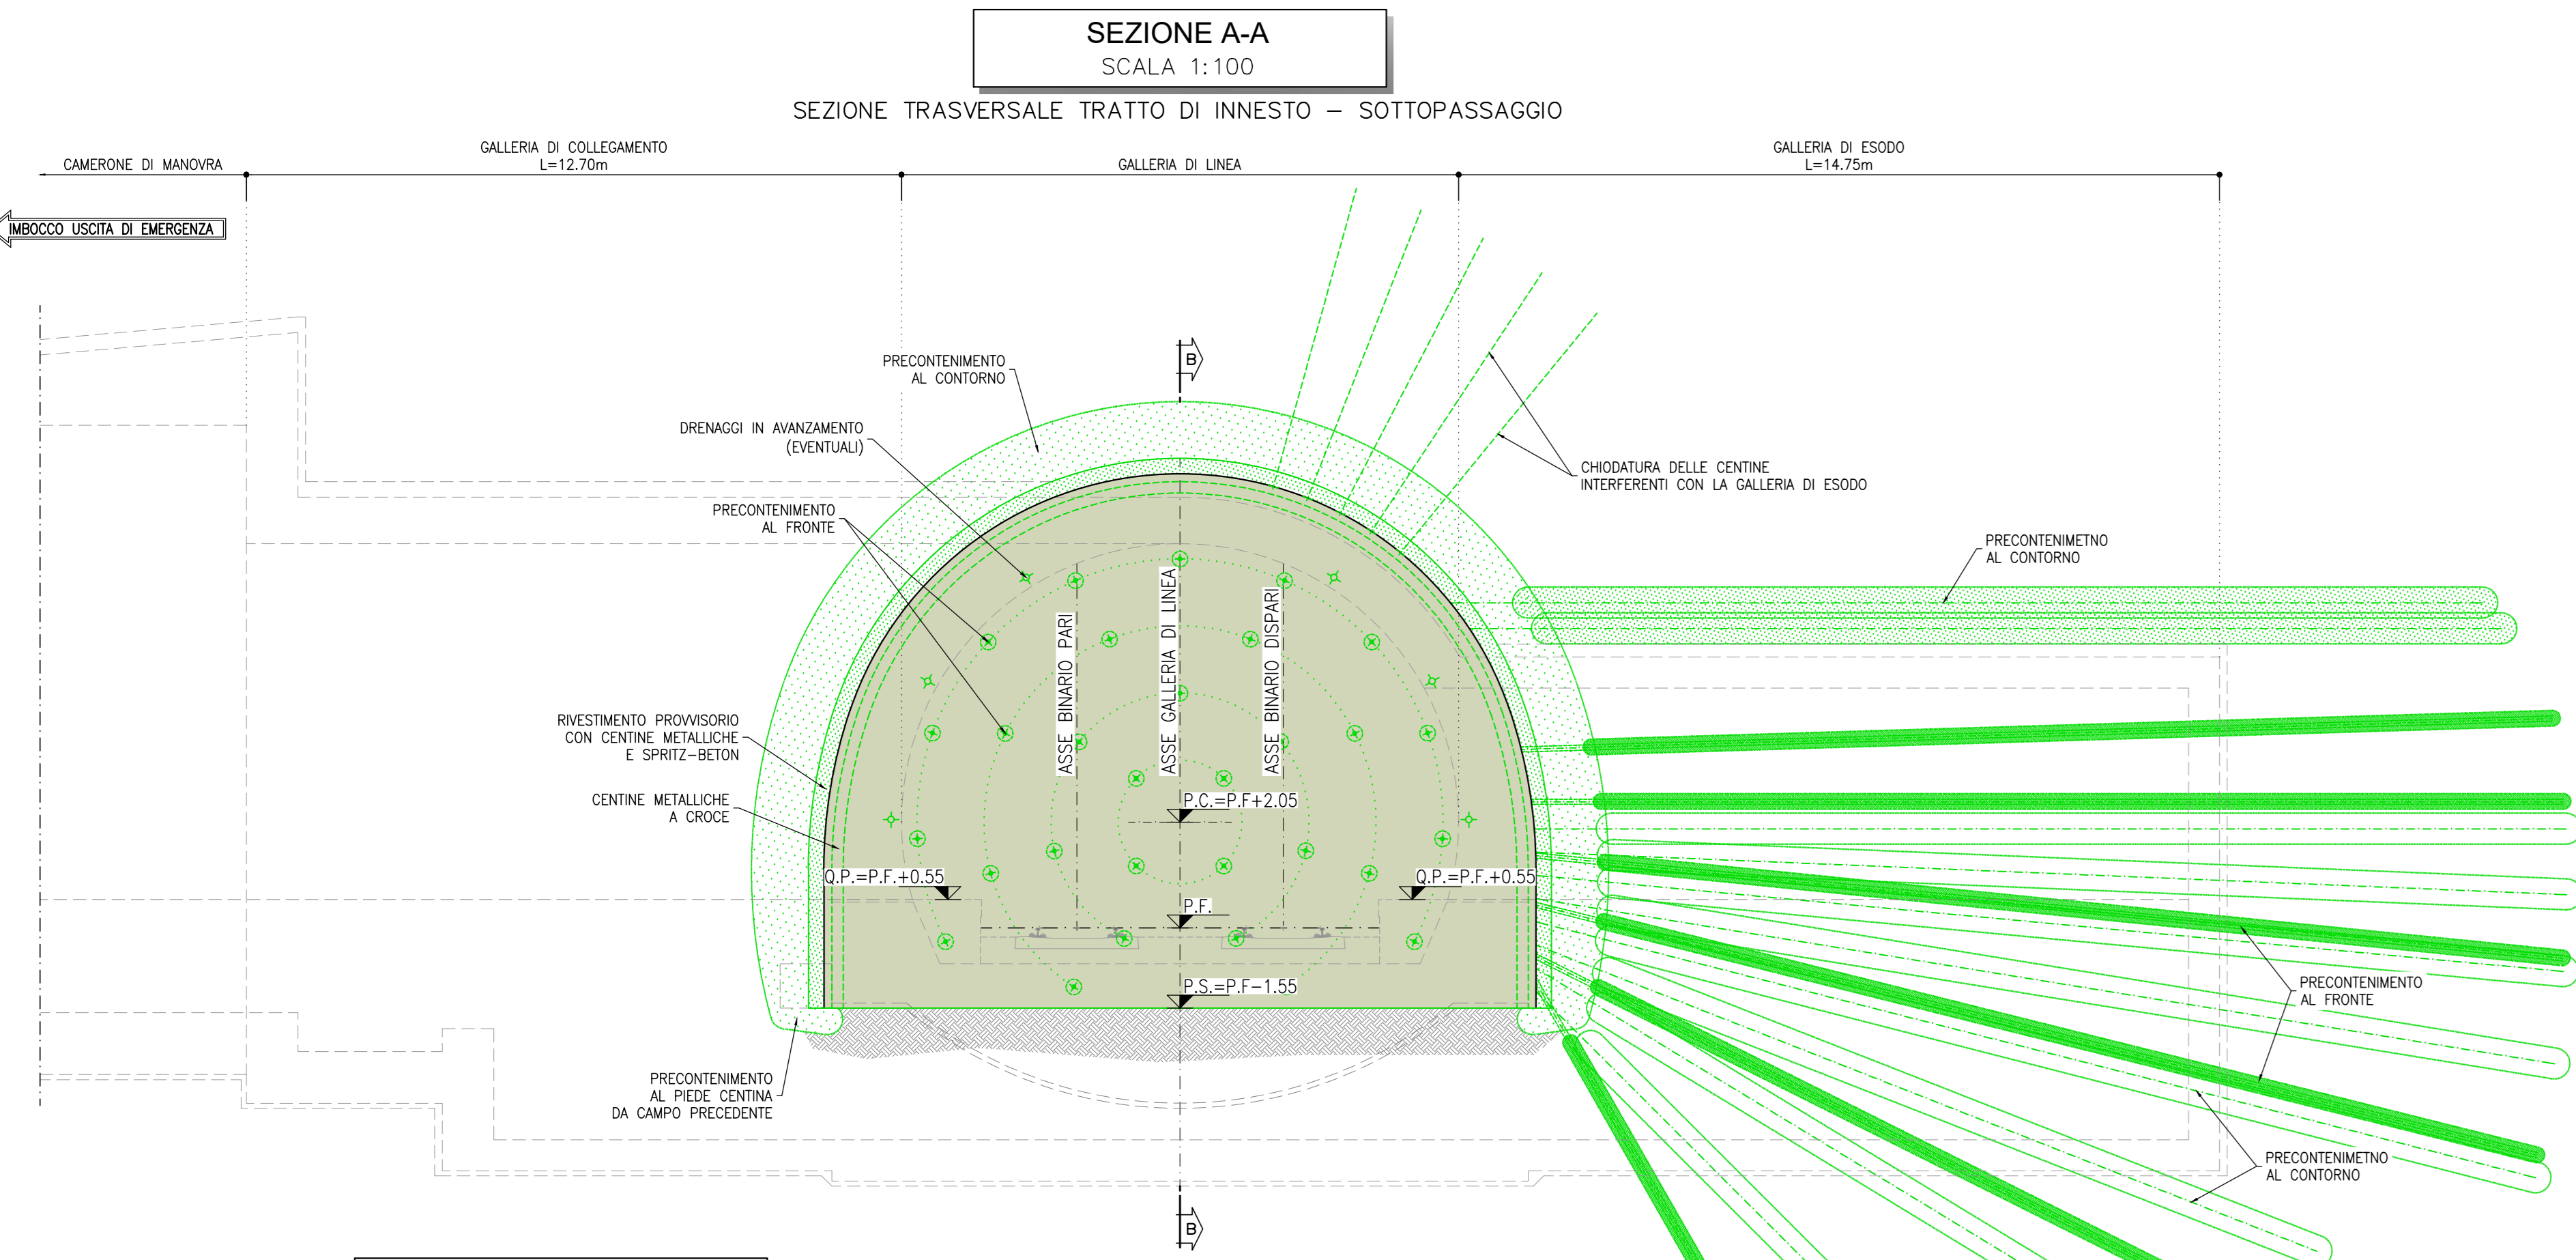 SEZIONE A-A
SCALA 1:100
SEZIONE TRASVERSALE TRATTO DI INNESTO – SOTTOPASSAGGIO
CAMERONE DI MANOVRA
GALLERIA DI COLLEGAMENTO
L=12.70m
GALLERIA DI LINEA
GALLERIA DI ESODO
L=14.75m
IMBOCCO USCITA DI EMERGENZA
B
PRECONTENIMENTO
AL CONTORNO
DRENAGGI IN AVANZAMENTO
(EVENTUALI)
CHIODATURA DELLE CENTINE
INTERFERENTI CON LA GALLERIA DI ESODO
PRECONTENIMENTO
AL FRONTE
PRECONTENIMETNO
AL CONTORNO
ASSE BINARIO PARI
ASSE GALLERIA DI LINEA
ASSE BINARIO DISPARI
RIVESTIMENTO PROVVISORIO
CON CENTINE METALLICHE
E SPRITZ-BETON
CENTINE METALLICHE
A CROCE
P.C.=P.F+2.05
Q.P.=P.F.+0.55
Q.P.=P.F.+0.55
P.F.
P.S.=P.F-1.55
PRECONTENIMENTO
AL FRONTE
PRECONTENIMENTO
AL PIEDE CENTINA
DA CAMPO PRECEDENTE
PRECONTENIMETNO
AL CONTORNO
B